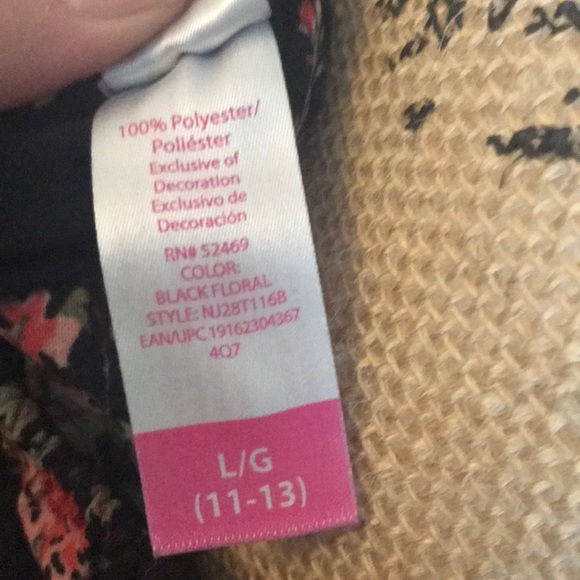 100% Polyester/
Poliéster
Exclusive of
Decoration
Exclusivo de
Decoración
RN# 52469
COLOR:
BLACK FLORAL
STYLE: NJ28T116B
EAN/UPC 19162304367
4Q7
L/G
(11-13)